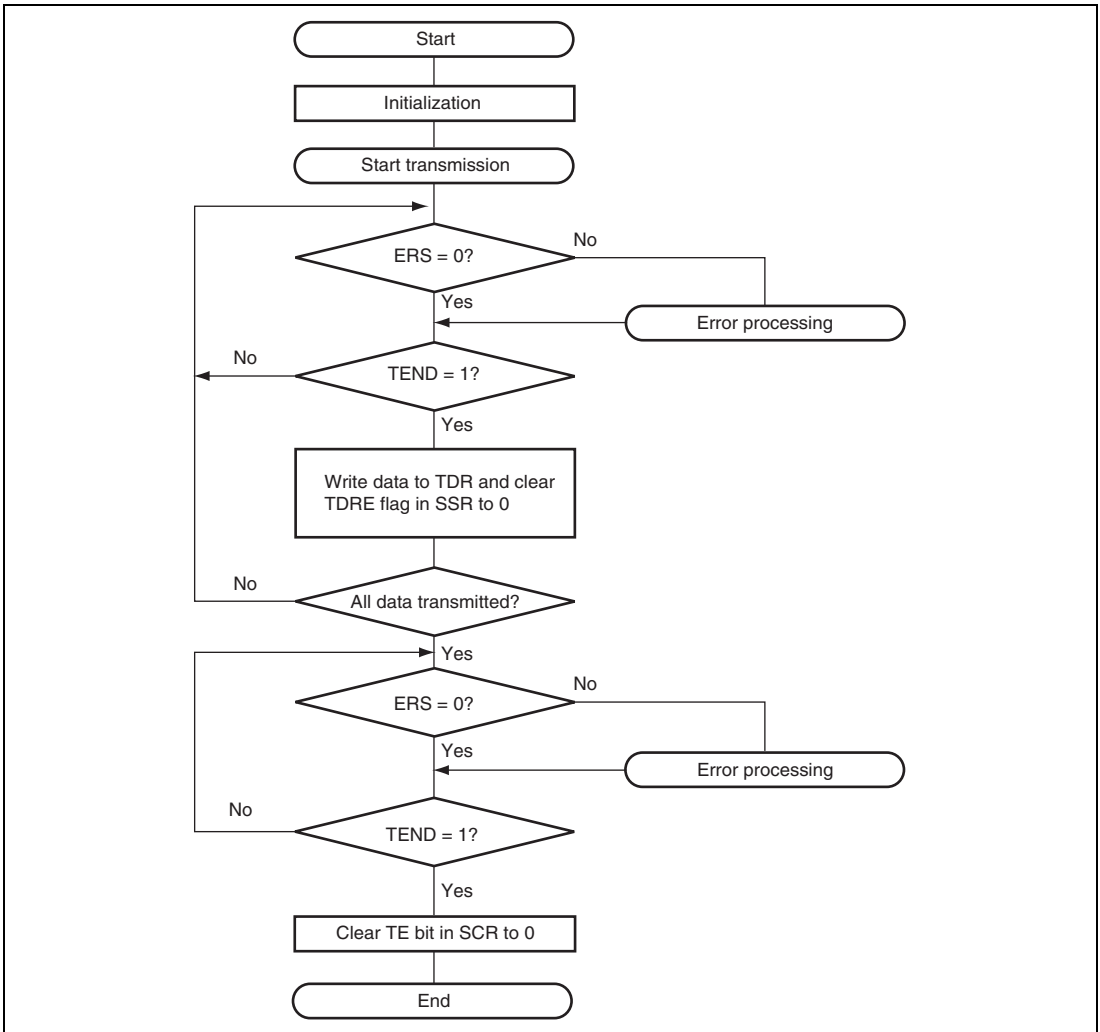 Start
Initialization
Start transmission
ERS = 0?
No
Yes
Error processing
No
TEND = 1?
Yes
Write data to TDR and clear
TDRE flag in SSR to 0
No
All data transmitted?
Yes
ERS = 0?
No
Yes
Error processing
No
TEND = 1?
Yes
Clear TE bit in SCR to 0
End